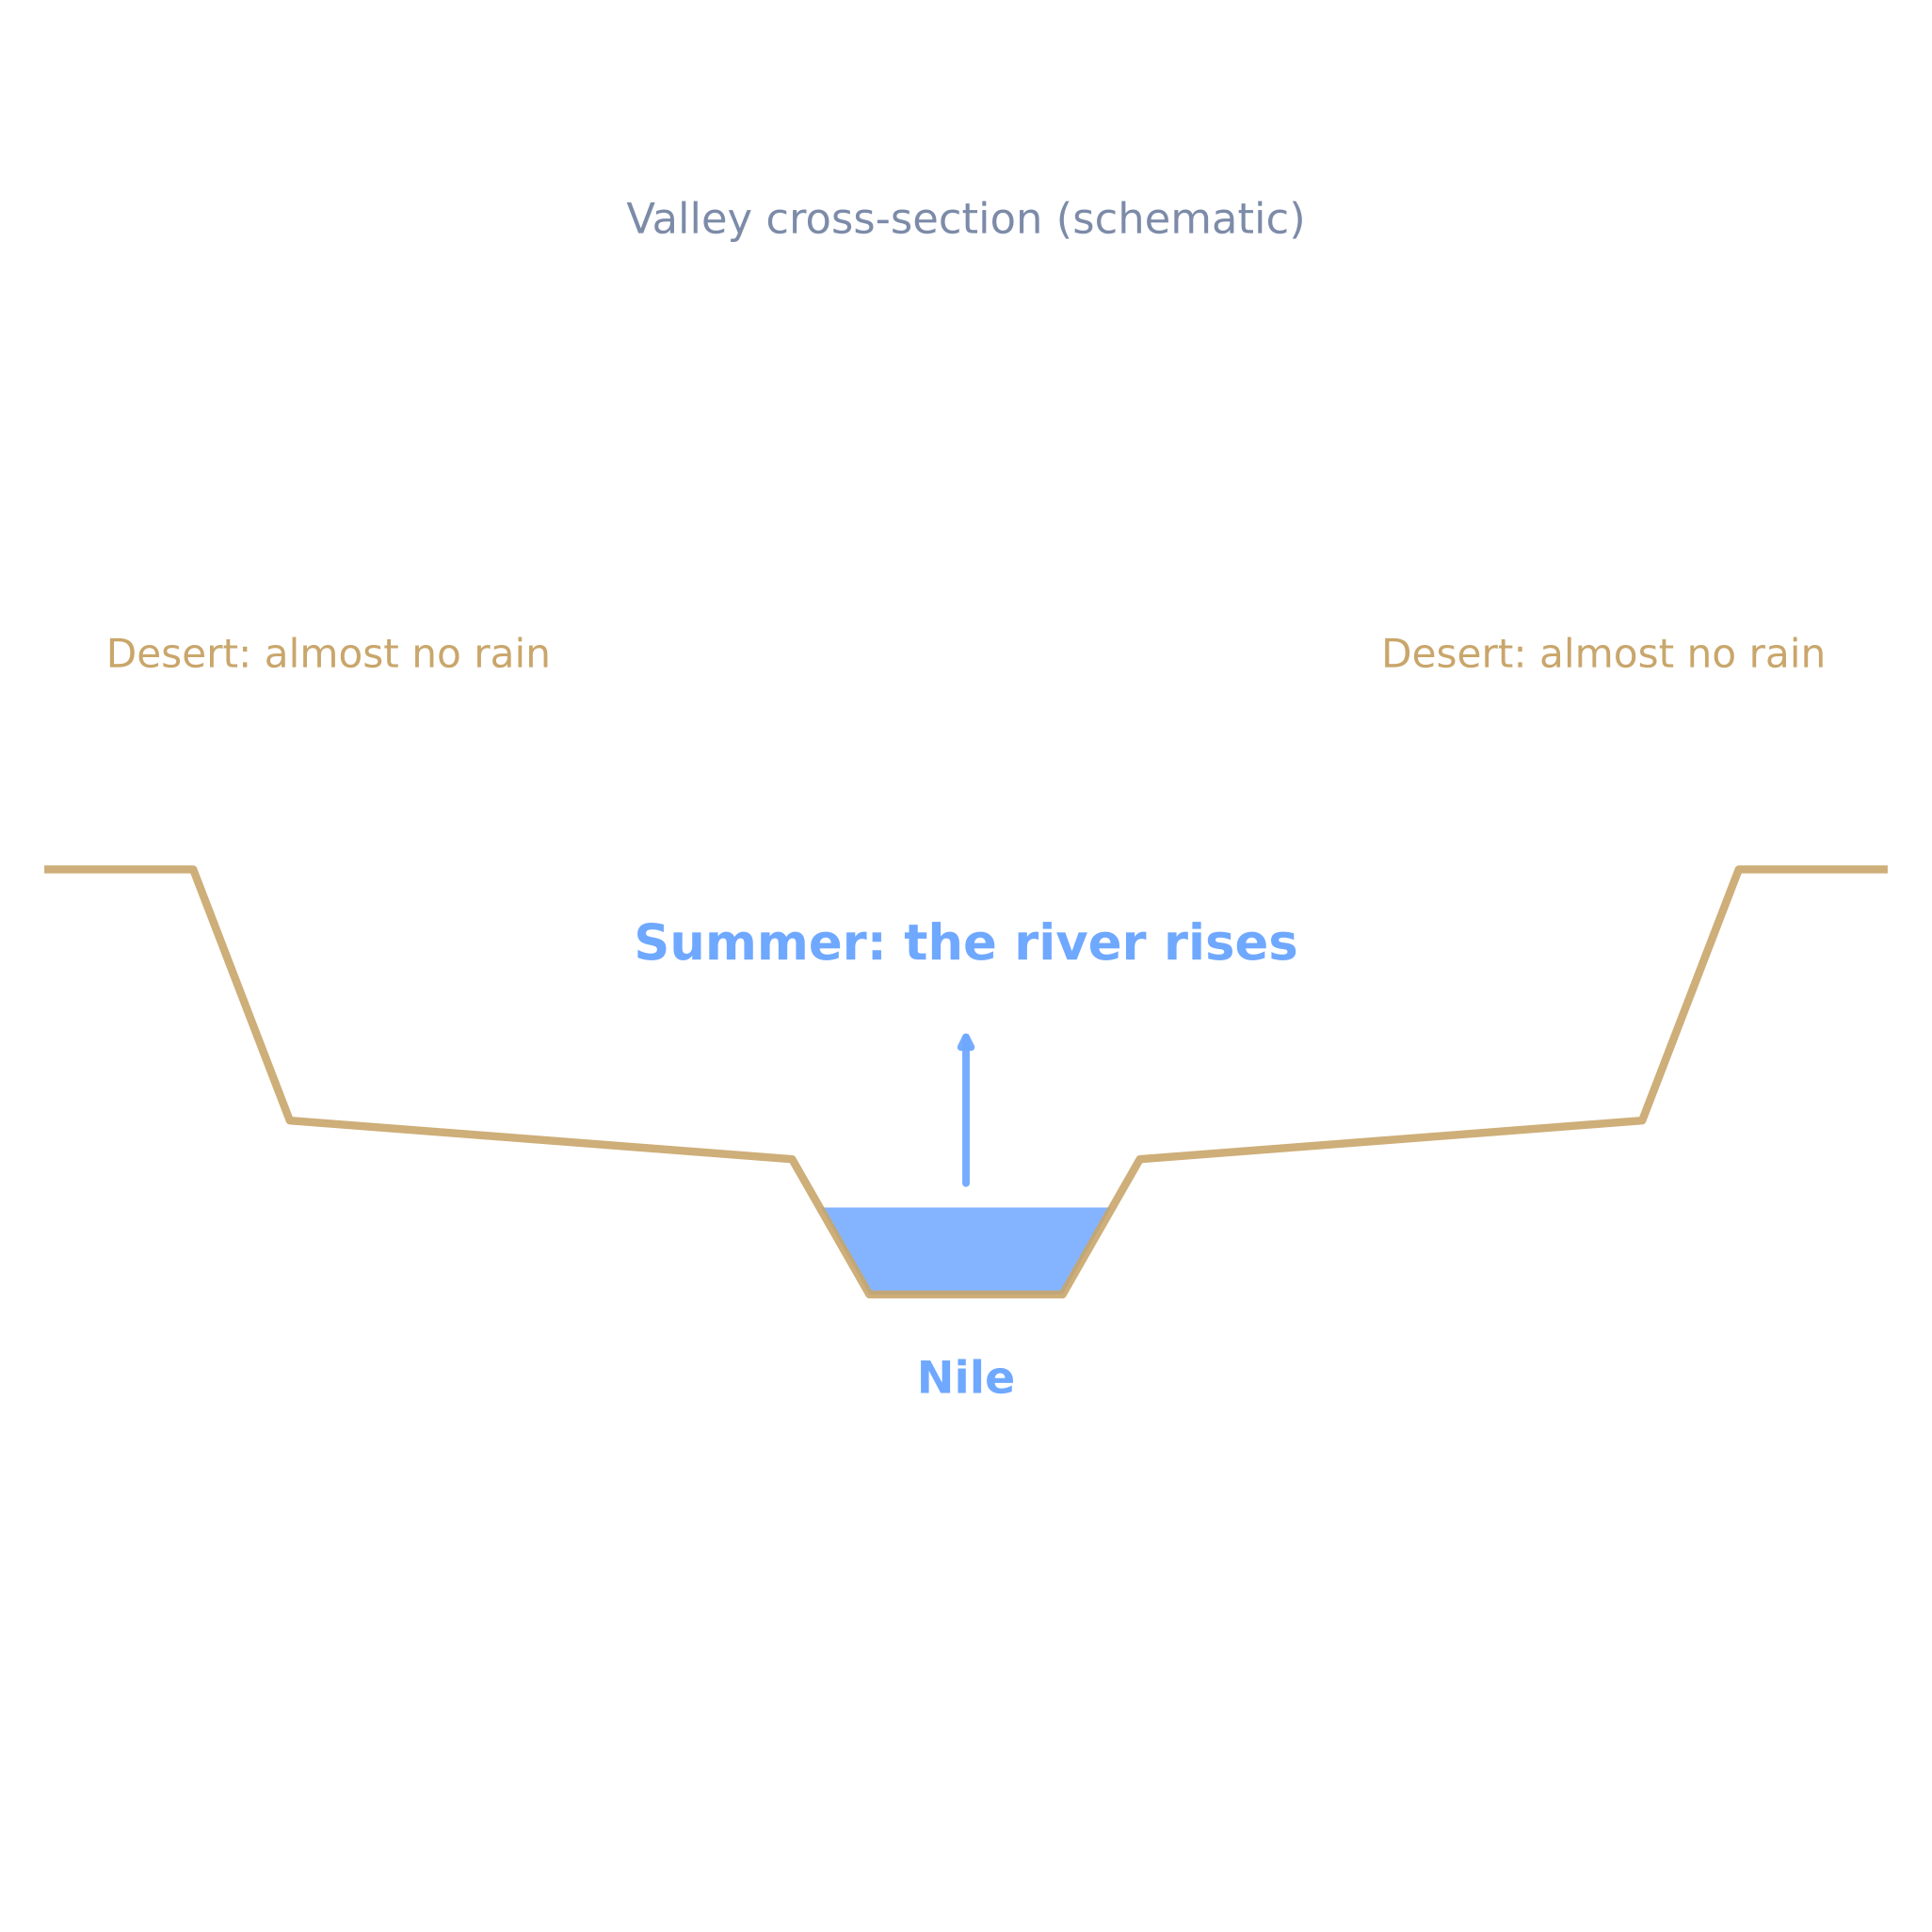 Valley cross-section (schematic)
Desert: almost no rain
Desert: almost no rain
Summer: the river rises
Nile